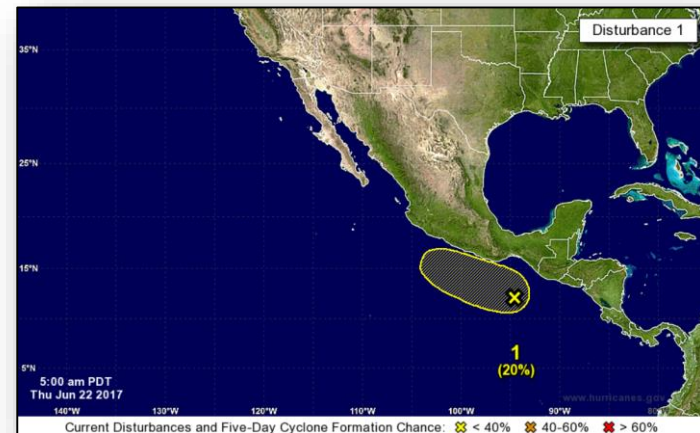 Disturbance 1
35°N
25°N
15°N
5°N
1
(20%)
5:00 am PDT
Thu Jun 22 2017
www.hurricanes.gov
140°W 130°W 120°W 110°W 100°W 90°W 80°W
Current Disturbances and Five-Day Cyclone Formation Chance: < 40% 40-60% > 60%